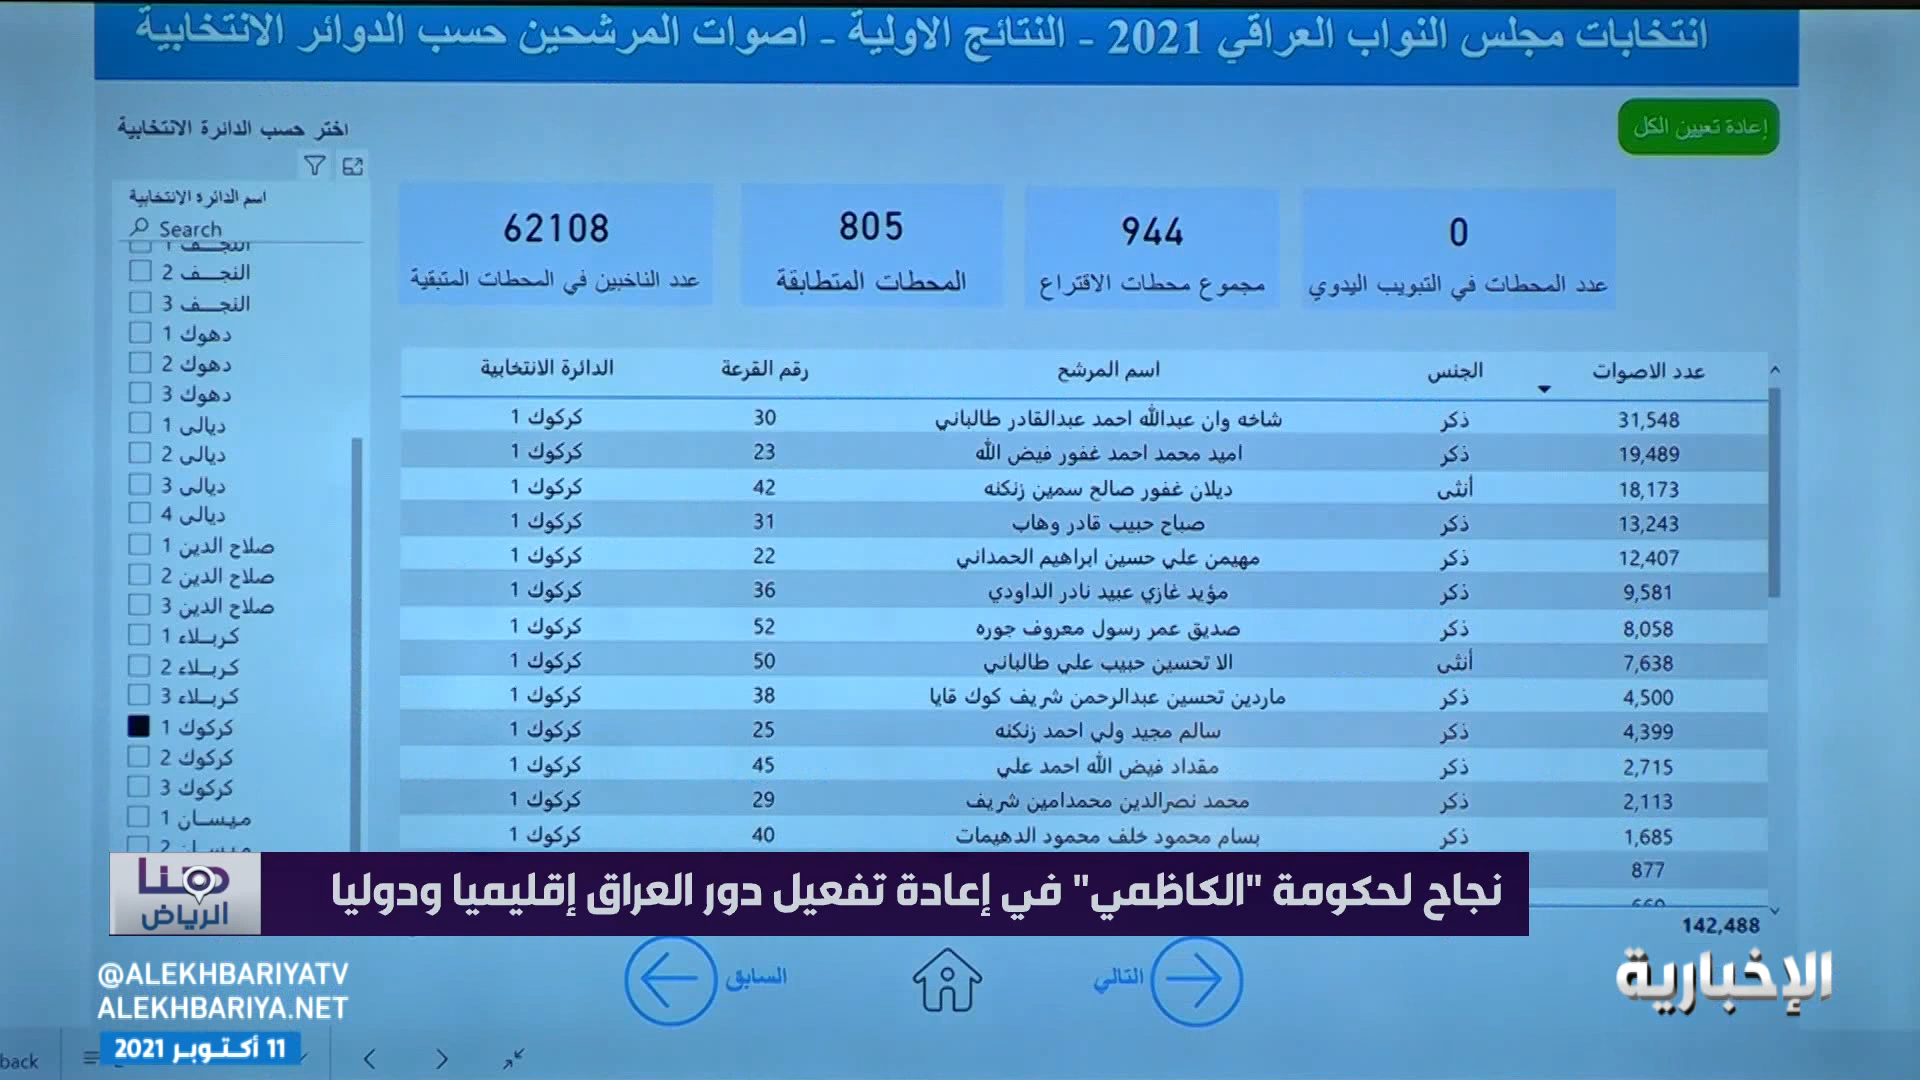 انتخابات مجلس النواب العراقي 2021 - النتائج الاولية - اصوات المرشحين حسب الدوائر الانتخابية
إعادة تعيين الكل
اختر حسب الدائرة الانتخابية
اسم الدائرة الانتخابية
Search
النجـــف 1
النجـــف 2
النجـــف 3
دهوك 1
دهوك 2
دهوك 3
ديالى 1
ديالى 2
ديالى 3
ديالى 4
صلاح الدين 1
صلاح الدين 2
صلاح الدين 3
كربــلاء 1
كربــلاء 2
كربــلاء 3
كركوك 1
كركوك 2
كركوك 3
ميســان 1
ميســان 2
0
عدد المحطات في التبويب اليدوي
944
مجموع محطات الاقتراع
805
المحطات المتطابقة
62108
عدد الناخبين في المحطات المتبقية
عدد الاصوات الجنس اسم المرشح رقم القرعة الدائرة الانتخابية
31,548 ذكر شاخه وان عبدالله احمد عبدالقادر طالباني 30 كركوك 1
19,489 ذكر اميد محمد احمد غفور فيض الله 23 كركوك 1
18,173 أنثى ديلان غفور صالح سمين زنكنه 42 كركوك 1
13,243 ذكر صباح حبيب قادر وهاب 31 كركوك 1
12,407 ذكر مهيمن علي حسين ابراهيم الحمداني 22 كركوك 1
9,581 ذكر مؤيد غازي عبيد نادر الداودي 36 كركوك 1
8,058 ذكر صديق عمر رسول معروف جوره 52 كركوك 1
7,638 أنثى الا تحسين حبيب علي طالباني 50 كركوك 1
4,500 ذكر ماردين تحسين عبدالرحمن شريف كوك قايا 38 كركوك 1
4,399 ذكر سالم مجيد ولي احمد زنكنه 25 كركوك 1
2,715 ذكر مقداد فيض الله احمد علي 45 كركوك 1
2,113 ذكر محمد نصرالدين محمدامين شريف 29 كركوك 1
1,685 ذكر بسام محمود خلف محمود الدهيمات 40 كركوك 1
877
142,488
نجاح لحكومة "الكاظمي" في إعادة تفعيل دور العراق إقليميا ودوليا
هنا
الرياض
التالي
السابق
الإخبارية
@ALEKHBARIYATV
ALEKHBARIYA.NET
11 أكتوبر 2021
back